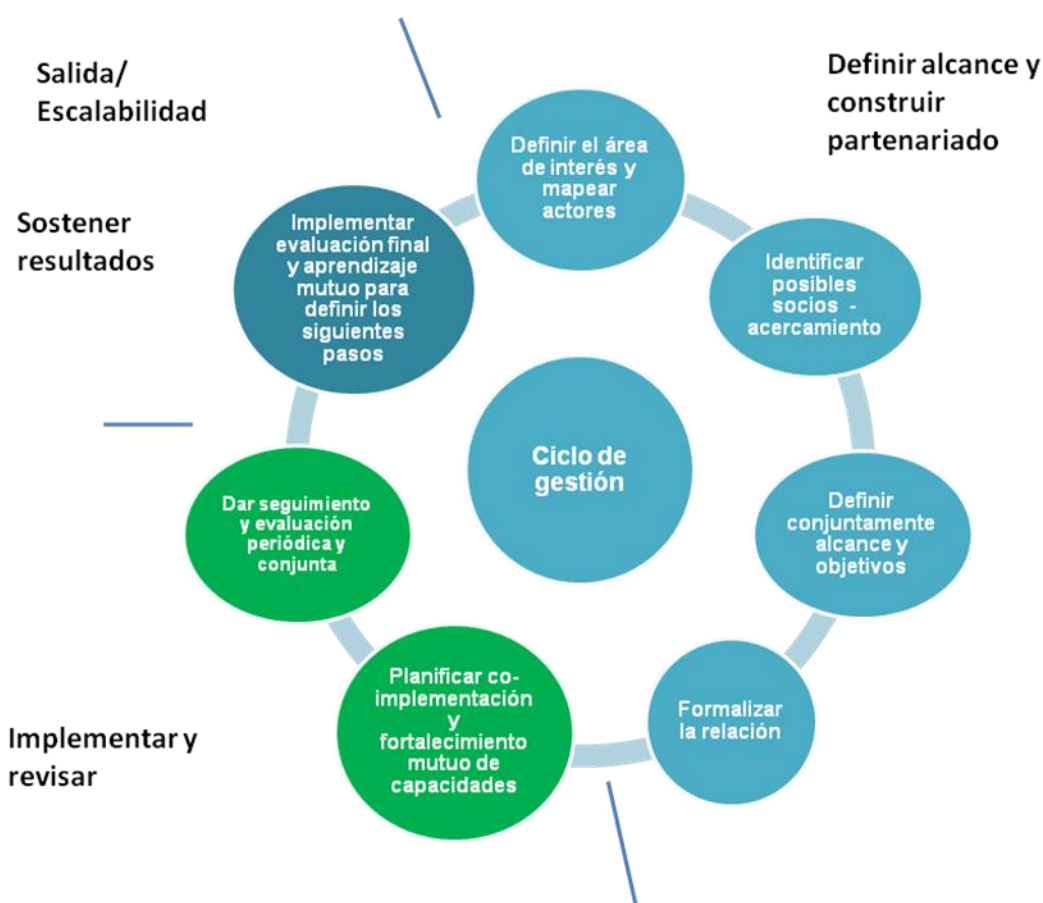 Salida/
Escalabilidad
Definir alcance y
construir
partenariado
Sostener
resultados
Implementar y
revisar
Definir el área
de interés y
mapear
actores
Identificar
posibles
socios -
acercamiento
Definir
conjuntamente
alcance y
objetivos
Formalizar
la relación
Planificar co-
implementación
y
fortalecimiento
mutuo de
capacidades
Dar seguimiento
y evaluación
periódica y
conjunta
Implementar
evaluación final
y aprendizaje
mutuo para
definir los
siguientes
pasos
Ciclo de
gestión